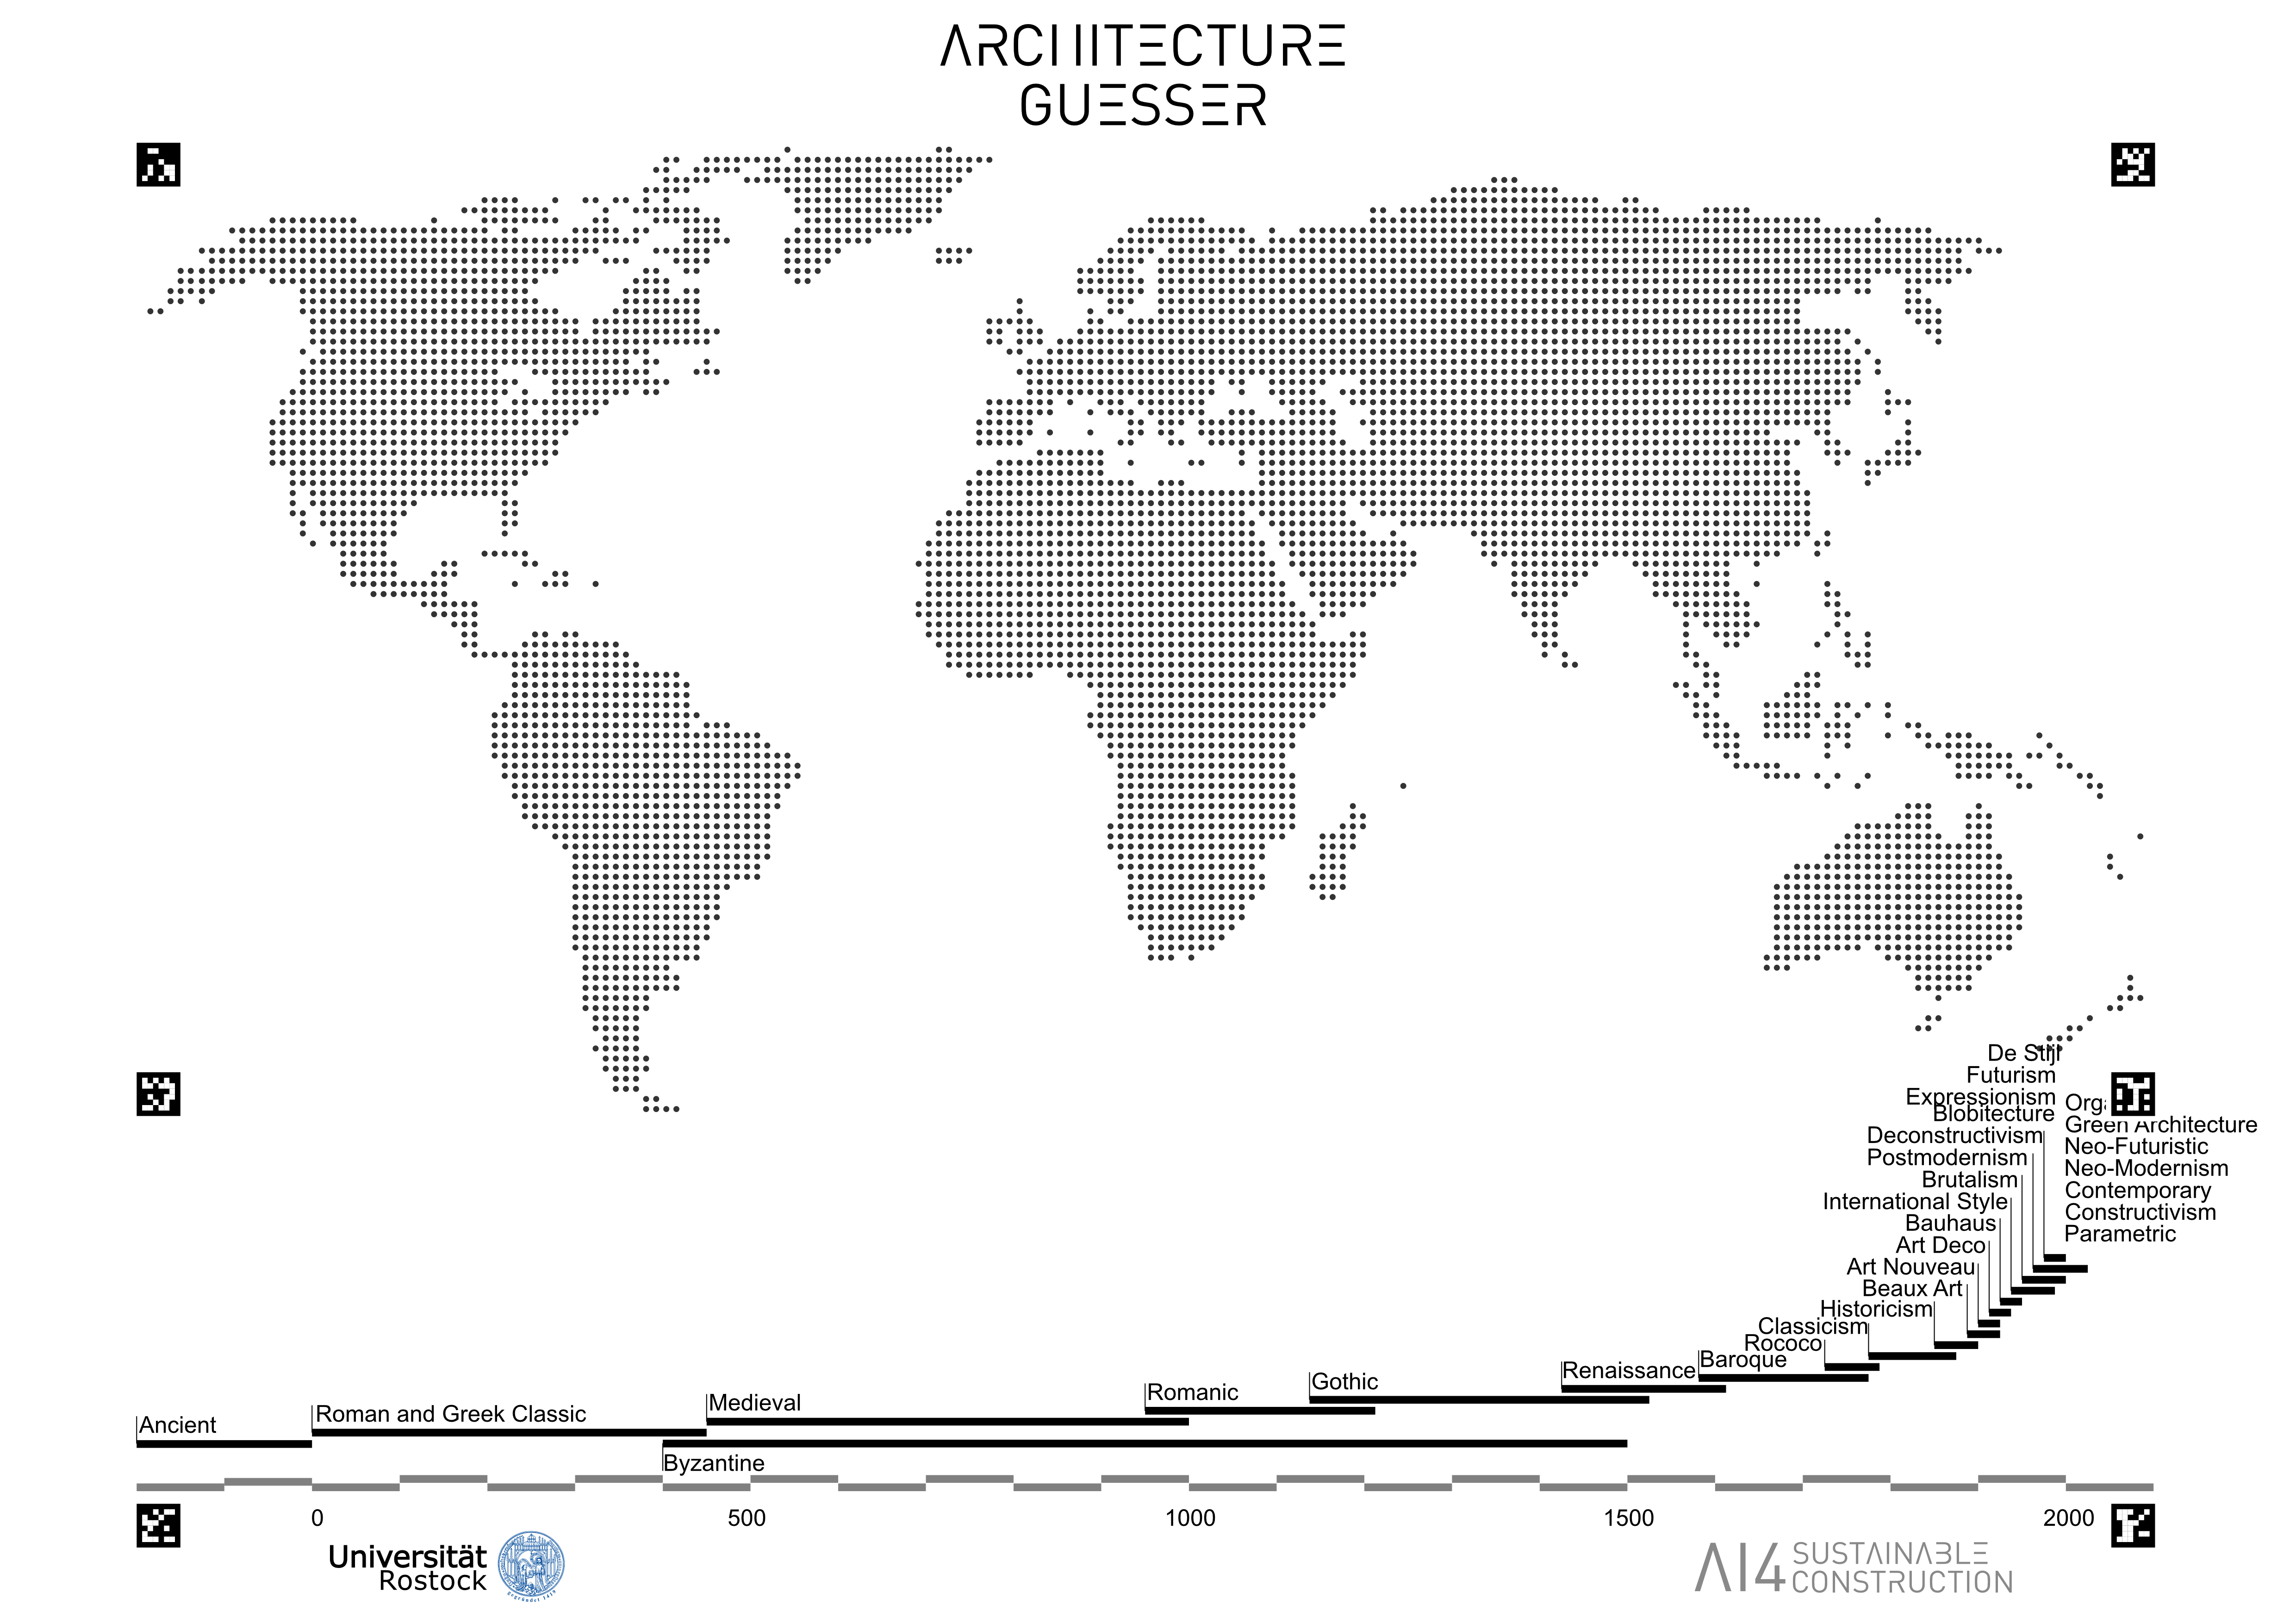 ARCHITECTURE
GUESSER
De Stijl
Futurism
Expressionism
Blobitecture
Deconstructivism
Postmodernism
Brutalism
International Style
Bauhaus
Art Deco
Art Nouveau
Beaux Art
Historicism
Classicism
Rococo
Baroque
Renaissance
Gothic
Romanic
Medieval
Roman and Greek Classic
Ancient
Byzantine
Green Architecture
Neo-Futuristic
Neo-Modernism
Contemporary
Constructivism
Parametric
0 500 1000 1500 2000
Universität
Rostock
AI4 SUSTAINABLE
CONSTRUCTION